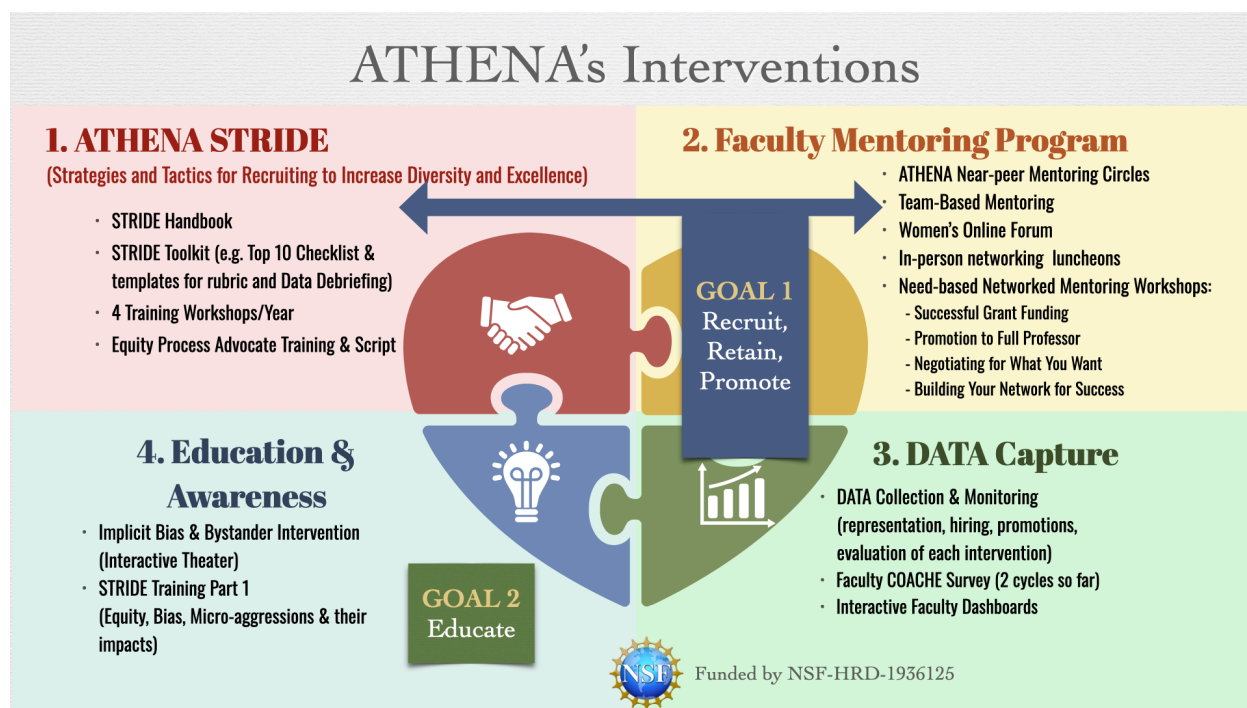 ATHENA's Interventions
1. ATHENA STRIDE
(Strategies and Tactics for Recruiting to Increase Diversity and Excellence)
· STRIDE Handbook
· STRIDE Toolkit (e.g. Top 10 Checklist &
templates for rubric and Data Debriefing)
· 4 Training Workshops/Year
· Equity Process Advocate Training & Script
2. Faculty Mentoring Program
· ATHENA Near-peer Mentoring Circles
· Team-Based Mentoring
· Women's Online Forum
· In-person networking luncheons
· Need-based Networked Mentoring Workshops:
- Successful Grant Funding
- Promotion to Full Professor
- Negotiating for What You Want
- Building Your Network for Success
GOAL 1
Recruit,
Retain,
Promote
4. Education &
Awareness
· Implicit Bias & Bystander Intervention
(Interactive Theater)
· STRIDE Training Part 1
(Equity, Bias, Micro-aggressions & their
impacts)
GOAL 2
Educate
3. DATA Capture
· DATA Collection & Monitoring
(representation, hiring, promotions,
evaluation of each intervention)
· Faculty COACHE Survey (2 cycles so far)
· Interactive Faculty Dashboards
NSF
Funded by NSF-HRD-1936125